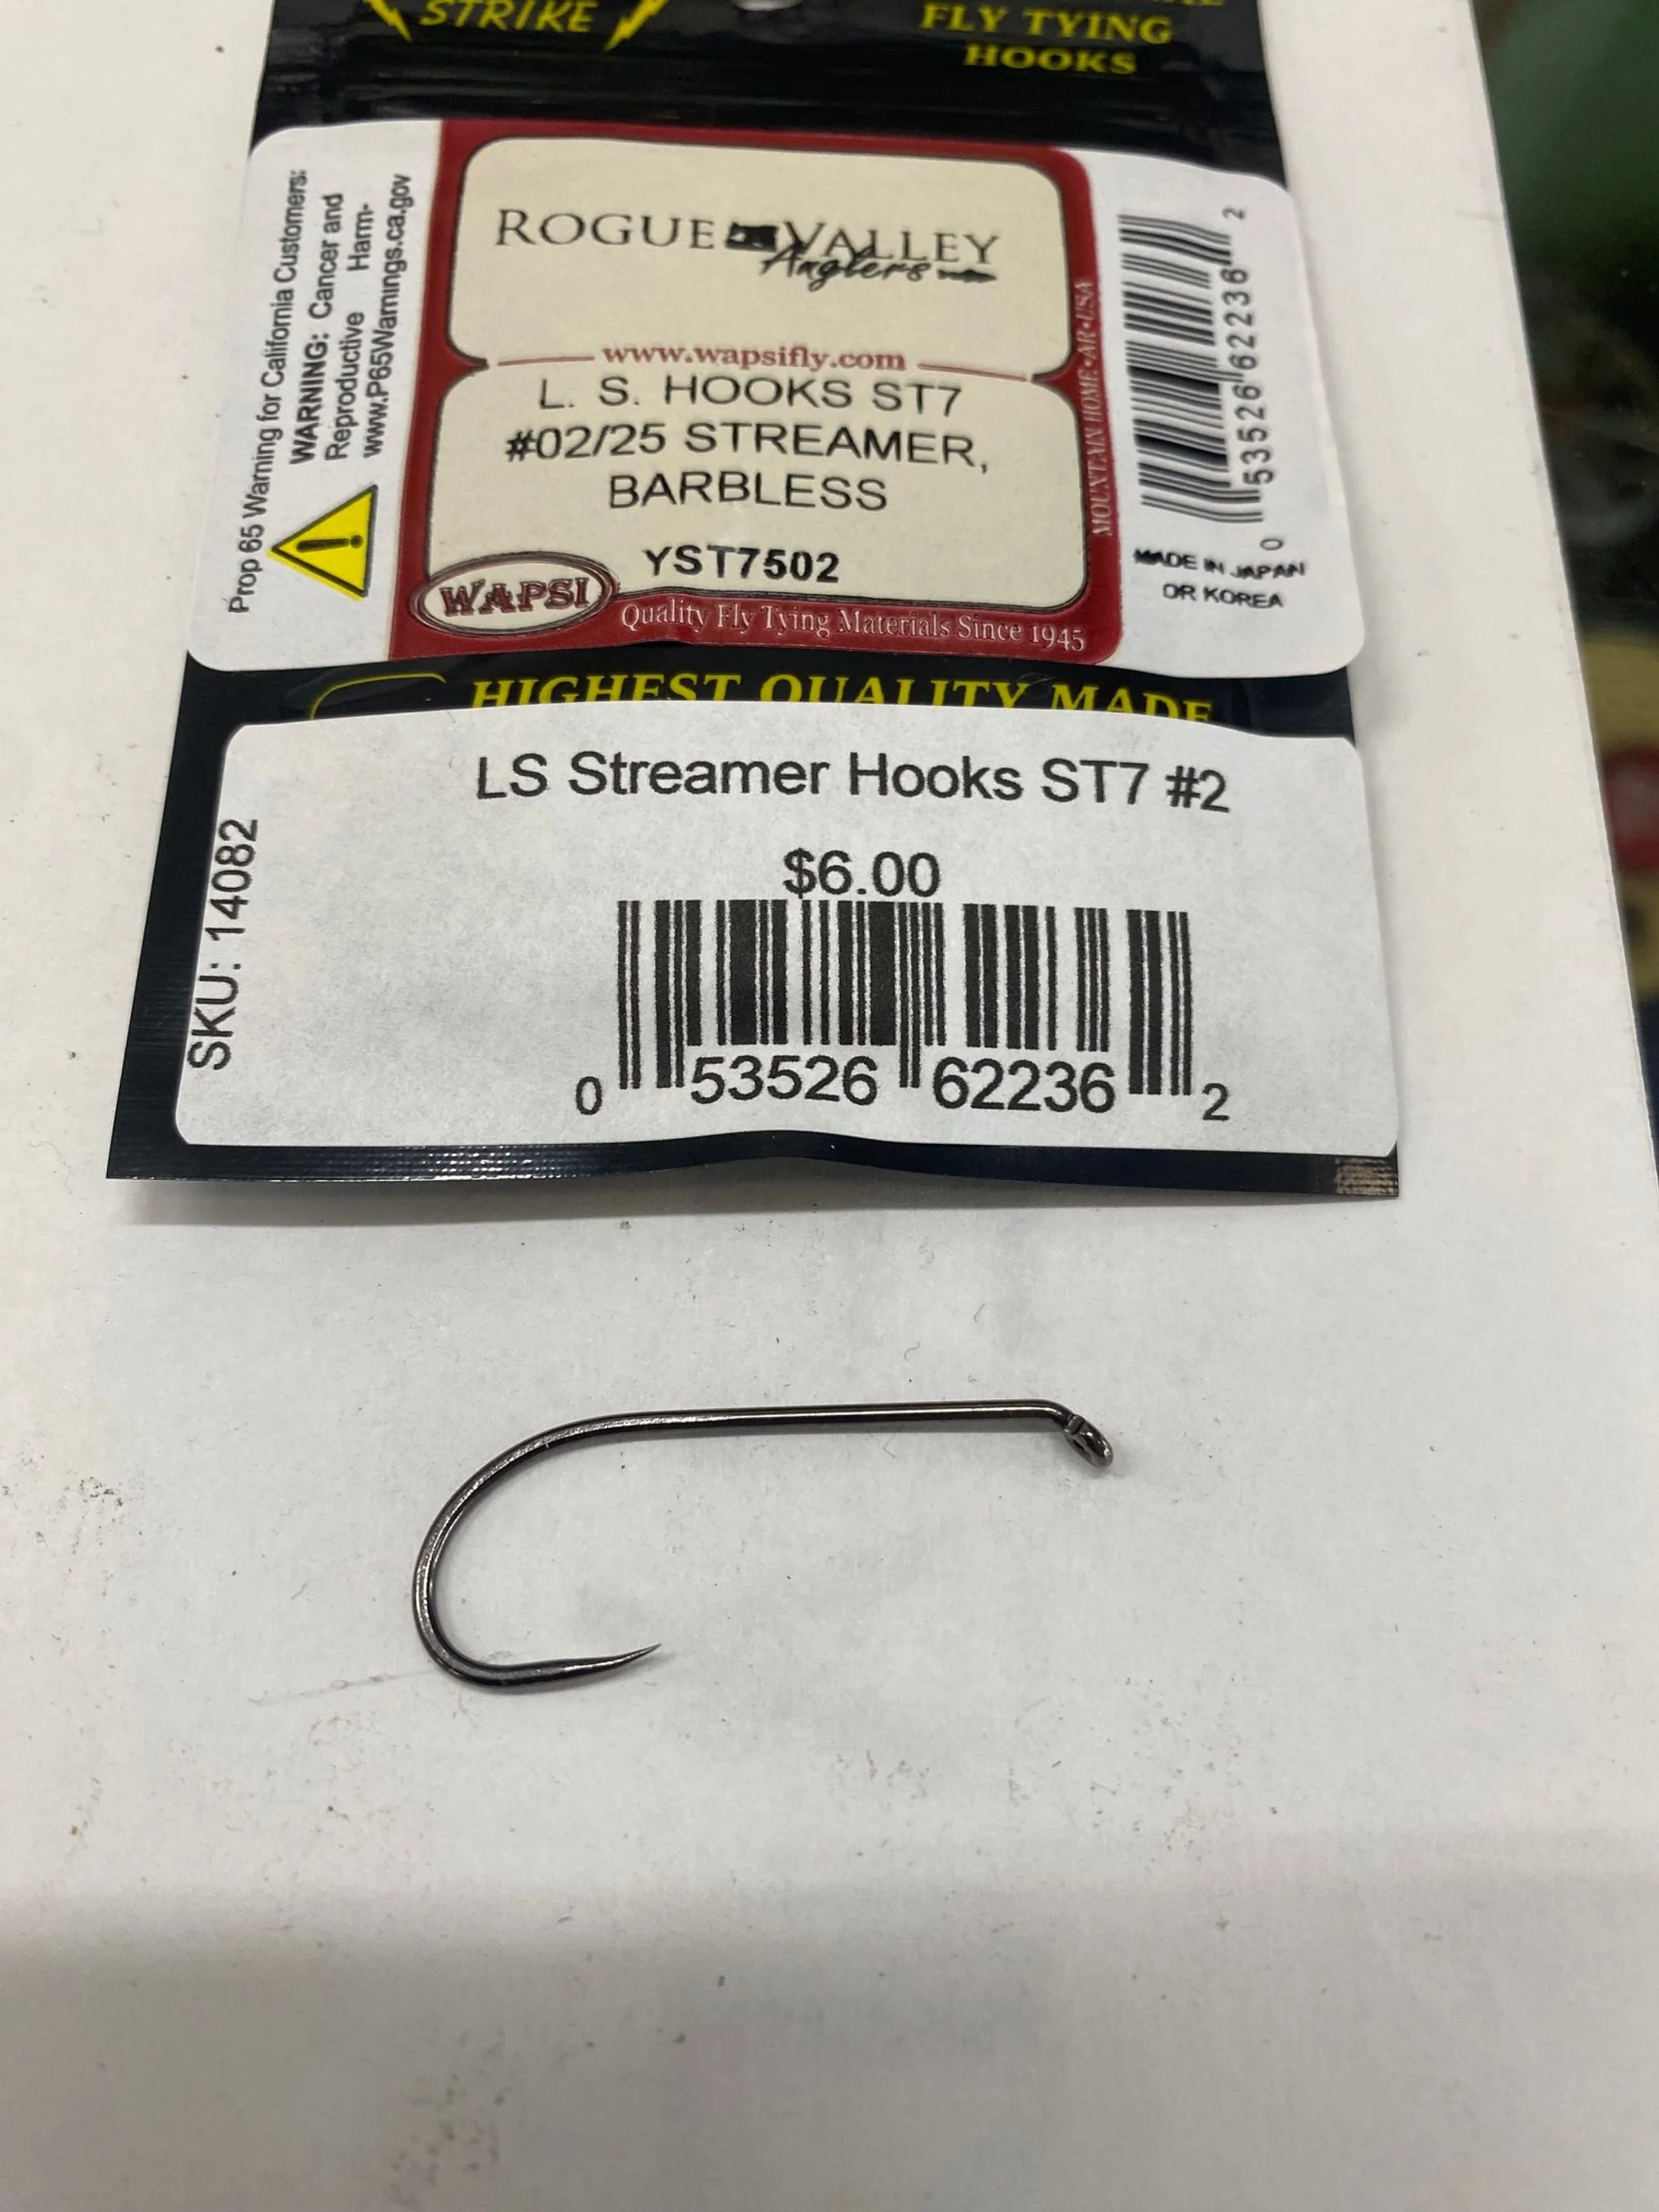 STRIKE
FLY TYING
HOOKS
Prop 65 Warning for California Customers:
WARNING: Cancer and
Reproductive Harm-
www.P65Warnings.ca.gov
ROGUE VALLEY
Anglers
www.wapsifly.com
L. S. HOOKS ST7
#02/25 STREAMER,
BARBLESS
YST7502
WAPSI
Quality Fly Tying Materials Since 1945
MOUNTAIN HOME•AR•USA
0 53526 62236 2
MADE IN JAPAN
OR KOREA
HIGHEST QUALITY MADE
LS Streamer Hooks ST7 #2
$6.00
SKU: 14082
0 53526 62236 2